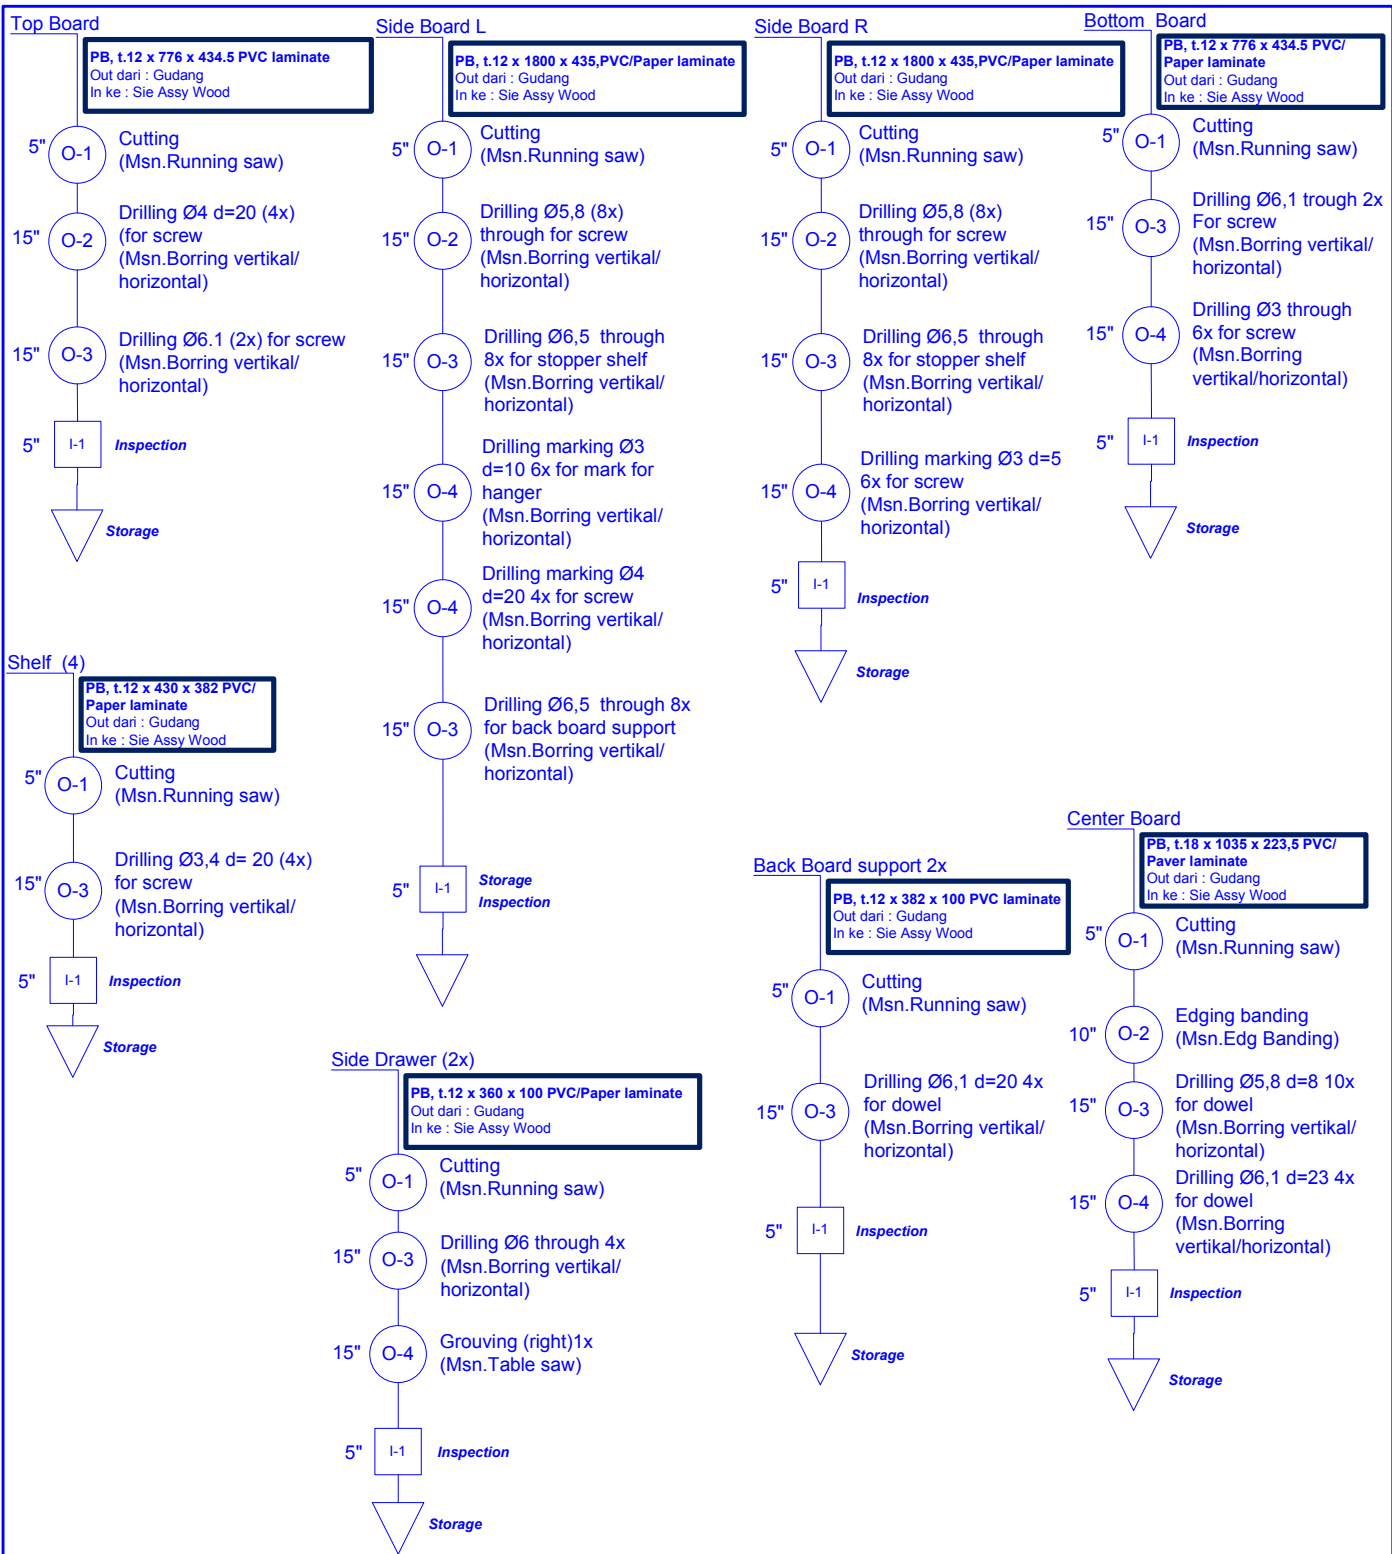 Top Board
PB, t.12 x 776 x 434.5 PVC laminate
Out dari : Gudang
In ke : Sie Assy Wood
5" O-1 Cutting
(Msn.Running saw)
15" O-2 Drilling Ø4 d=20 (4x)
(for screw
(Msn.Borring vertikal/
horizontal)
15" O-3 Drilling Ø6.1 (2x) for screw
(Msn.Borring vertikal/
horizontal)
5" I-1 Inspection
Storage
Side Board L
PB, t.12 x 1800 x 435,PVC/Paper laminate
Out dari : Gudang
In ke : Sie Assy Wood
5" O-1 Cutting
(Msn.Running saw)
15" O-2 Drilling Ø5,8 (8x)
through for screw
(Msn.Borring vertikal/
horizontal)
15" O-3 Drilling Ø6,5 through
8x for stopper shelf
(Msn.Borring vertikal/
horizontal)
15" O-4 Drilling marking Ø3
d=10 6x for mark for
hanger
(Msn.Borring vertikal/
horizontal)
15" O-4 Drilling marking Ø4
d=20 4x for screw
(Msn.Borring vertikal/
horizontal)
15" O-3 Drilling Ø6,5 through 8x
for back board support
(Msn.Borring vertikal/
horizontal)
5" I-1 Storage
Inspection
Side Board R
PB, t.12 x 1800 x 435,PVC/Paper laminate
Out dari : Gudang
In ke : Sie Assy Wood
5" O-1 Cutting
(Msn.Running saw)
15" O-2 Drilling Ø5,8 (8x)
through for screw
(Msn.Borring vertikal/
horizontal)
15" O-3 Drilling Ø6,5 through
8x for stopper shelf
(Msn.Borring vertikal/
horizontal)
15" O-4 Drilling marking Ø3 d=5
6x for screw
(Msn.Borring vertikal/
horizontal)
5" I-1 Inspection
Storage
Bottom Board
PB, t.12 x 776 x 434.5 PVC/
Paper laminate
Out dari : Gudang
In ke : Sie Assy Wood
5" O-1 Cutting
(Msn.Running saw)
15" O-3 Drilling Ø6,1 trough 2x
For screw
(Msn.Borring vertikal/
horizontal)
15" O-4 Drilling Ø3 through
6x for screw
(Msn.Borring
vertikal/horizontal)
5" I-1 Inspection
Storage
Shelf (4)
PB, t.12 x 430 x 382 PVC/
Paper laminate
Out dari : Gudang
In ke : Sie Assy Wood
5" O-1 Cutting
(Msn.Running saw)
15" O-3 Drilling Ø3,4 d= 20 (4x)
for screw
(Msn.Borring vertikal/
horizontal)
5" I-1 Inspection
Storage
Side Drawer (2x)
PB, t.12 x 360 x 100 PVC/Paper laminate
Out dari : Gudang
In ke : Sie Assy Wood
5" O-1 Cutting
(Msn.Running saw)
15" O-3 Drilling Ø6 through 4x
(Msn.Borring vertikal/
horizontal)
15" O-4 Grouving (right)1x
(Msn.Table saw)
5" I-1 Inspection
Storage
Back Board support 2x
PB, t.12 x 382 x 100 PVC laminate
Out dari : Gudang
In ke : Sie Assy Wood
5" O-1 Cutting
(Msn.Running saw)
15" O-3 Drilling Ø6,1 d=20 4x
for dowel
(Msn.Borring vertikal/
horizontal)
5" I-1 Inspection
Storage
Center Board
PB, t.18 x 1035 x 223,5 PVC/
Paver laminate
Out dari : Gudang
In ke : Sie Assy Wood
5" O-1 Cutting
(Msn.Running saw)
10" O-2 Edging banding
(Msn.Edg Banding)
15" O-3 Drilling Ø5,8 d=8 10x
for dowel
(Msn.Borring vertikal/
horizontal)
15" O-4 Drilling Ø6,1 d=23 4x
for dowel
(Msn.Borring
vertikal/horizontal)
5" I-1 Inspection
Storage